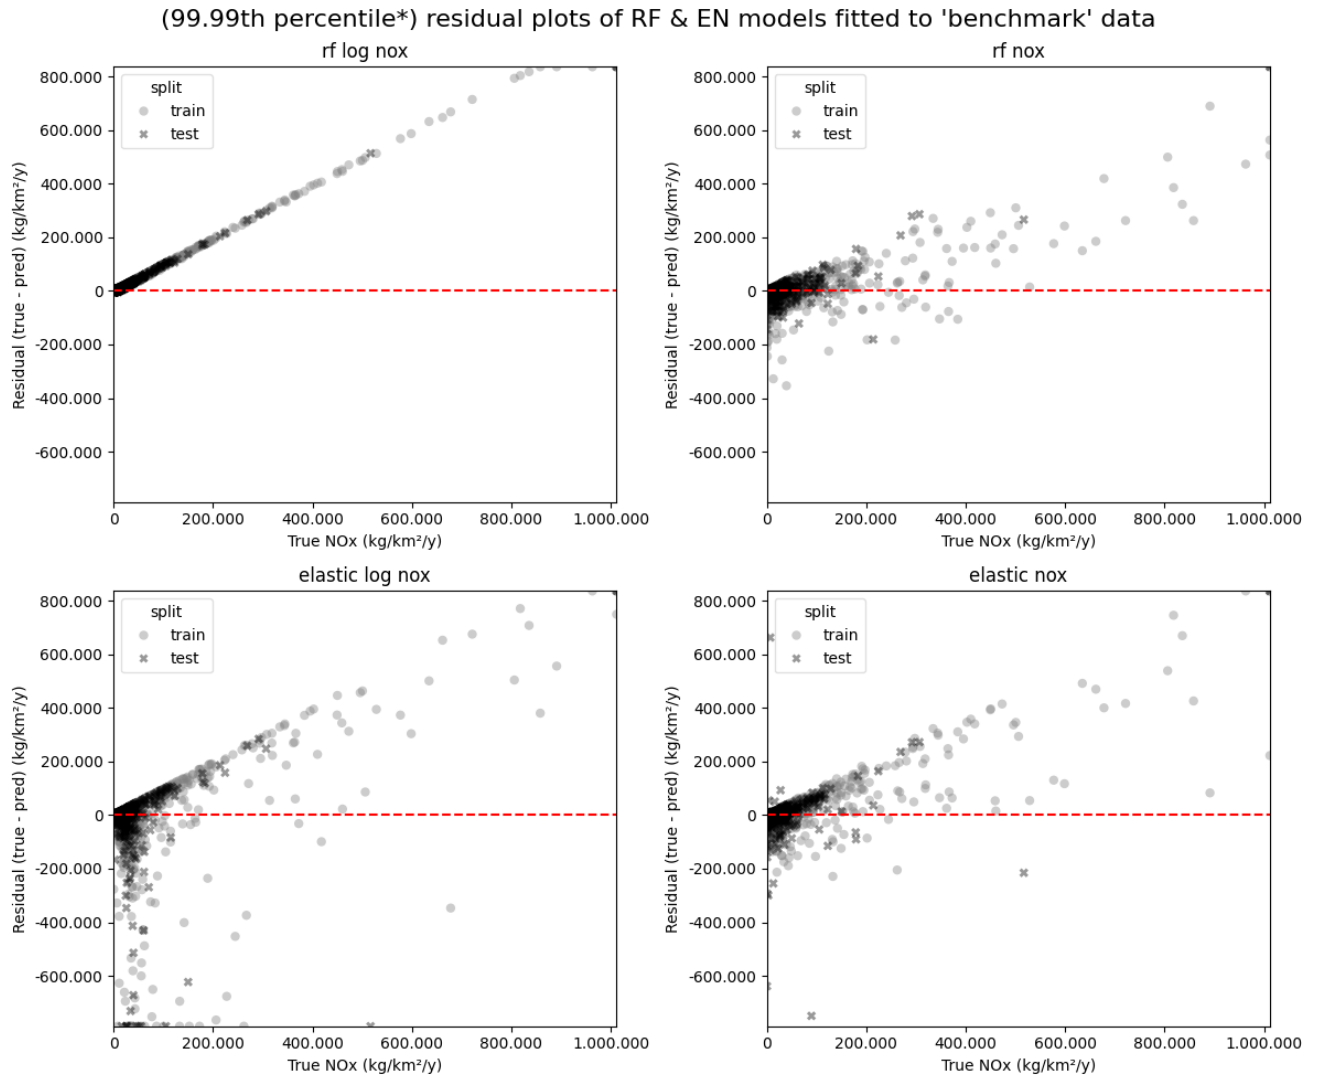 (99.99th percentile*) residual plots of RF & EN models fitted to 'benchmark' data
rf log nox
800.000
600.000
400.000
200.000
0
-200.000
-400.000
-600.000
Residual (true - pred) (kg/km²/y)
split
train
test
0 200.000 400.000 600.000 800.000 1.000.000
True NOx (kg/km²/y)
rf nox
800.000
600.000
400.000
200.000
0
-200.000
-400.000
-600.000
Residual (true - pred) (kg/km²/y)
split
train
test
0 200.000 400.000 600.000 800.000 1.000.000
True NOx (kg/km²/y)
elastic log nox
800.000
600.000
400.000
200.000
0
-200.000
-400.000
-600.000
Residual (true - pred) (kg/km²/y)
split
train
test
0 200.000 400.000 600.000 800.000 1.000.000
True NOx (kg/km²/y)
elastic nox
800.000
600.000
400.000
200.000
0
-200.000
-400.000
-600.000
Residual (true - pred) (kg/km²/y)
split
train
test
0 200.000 400.000 600.000 800.000 1.000.000
True NOx (kg/km²/y)